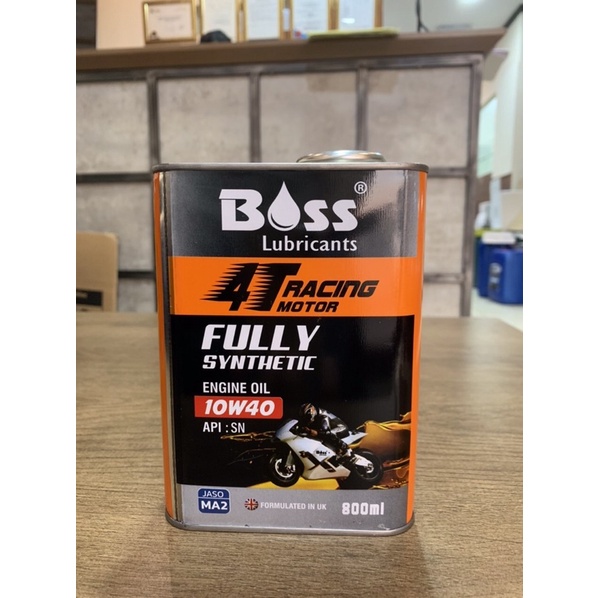 BOSS®
Lubricants
4T RACING
MOTOR
FULLY
SYNTHETIC
ENGINE OIL
10W40
API : SN
JASO
MA2
FORMULATED IN UK
800ml